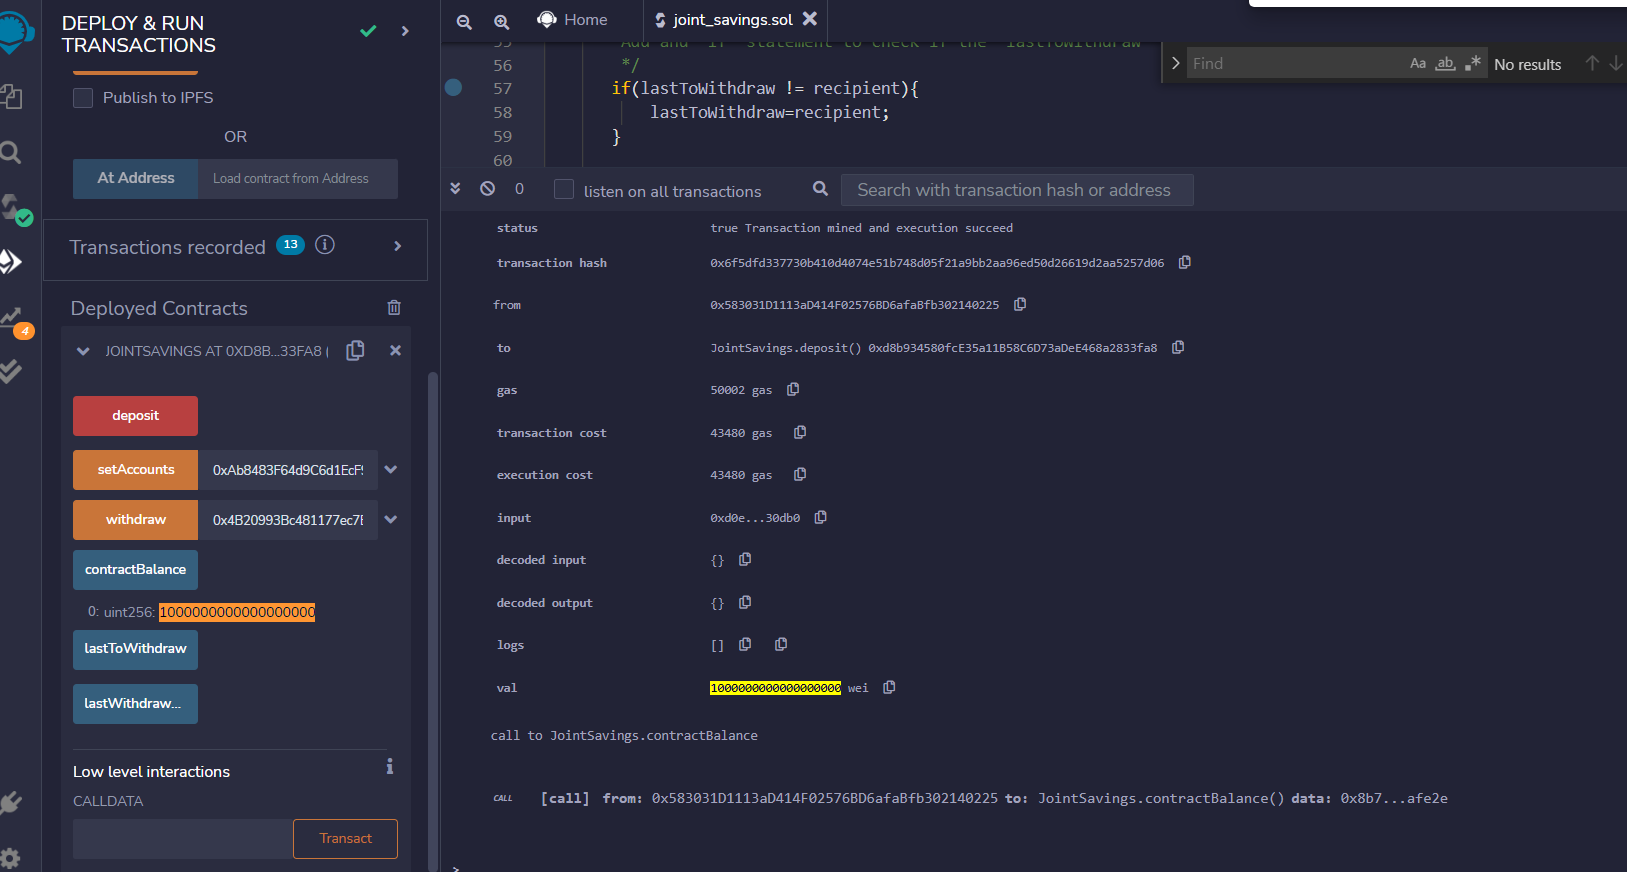 DEPLOY & RUN
TRANSACTIONS
Publish to IPFS
OR
At Address
Load contract from Address
Transactions recorded 13
Deployed Contracts
4
JOINTSAVINGS AT 0XD8B...33FA8 (
deposit
setAccounts
0xAb8483F64d9C6d1EcF
withdraw
0x4B20993Bc481177ec7
contractBalance
0: uint256: 1000000000000000000
lastToWithdraw
lastWithdraw...
Low level interactions
CALLDATA
Transact
Home
joint_savings.sol
55 Add and if statement to check if the lastToWithdraw
56 */
57 if(lastToWithdraw != recipient){
58 lastToWithdraw=recipient;
59 }
60
Find
Aa ab .*
No results
0
listen on all transactions
Search with transaction hash or address
status true Transaction mined and execution succeed
transaction hash 0x6f5dfd337730b410d4074e51b748d05f21a9bb2aa96ed50d26619d2aa5257d06
from 0x583031D1113aD414F02576BD6afaBfb302140225
to JointSavings.deposit() 0xd8b934580fcE35a11B58C6D73aDeE468a2833fa8
gas 50002 gas
transaction cost 43480 gas
execution cost 43480 gas
input 0xd0e...30db0
decoded input {}
decoded output {}
logs []
val 1000000000000000000 wei
call to JointSavings.contractBalance
CALL [call] from: 0x583031D1113aD414F02576BD6afaBfb302140225 to: JointSavings.contractBalance() data: 0x8b7...afe2e
>